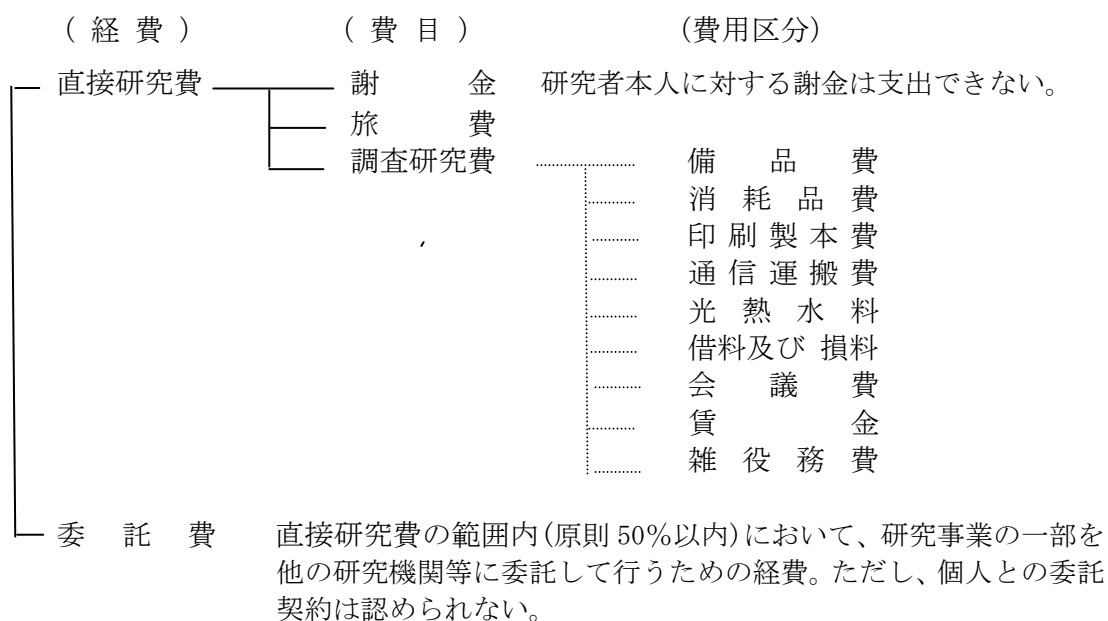 (経費) (費目) (費用区分)
直接研究費 謝金 研究者本人に対する謝金は支出できない。
旅費
調査研究費 備品費
消耗品費
印刷製本費
,
通信運搬費
光熱水料
借料及び 損料
会議費
賃金
雑役務費
委託費 直接研究費の範囲内(原則 50%以内)において、研究事業の一部を
他の研究機関等に委託して行うための経費。ただし、個人との委託
契約は認められない。